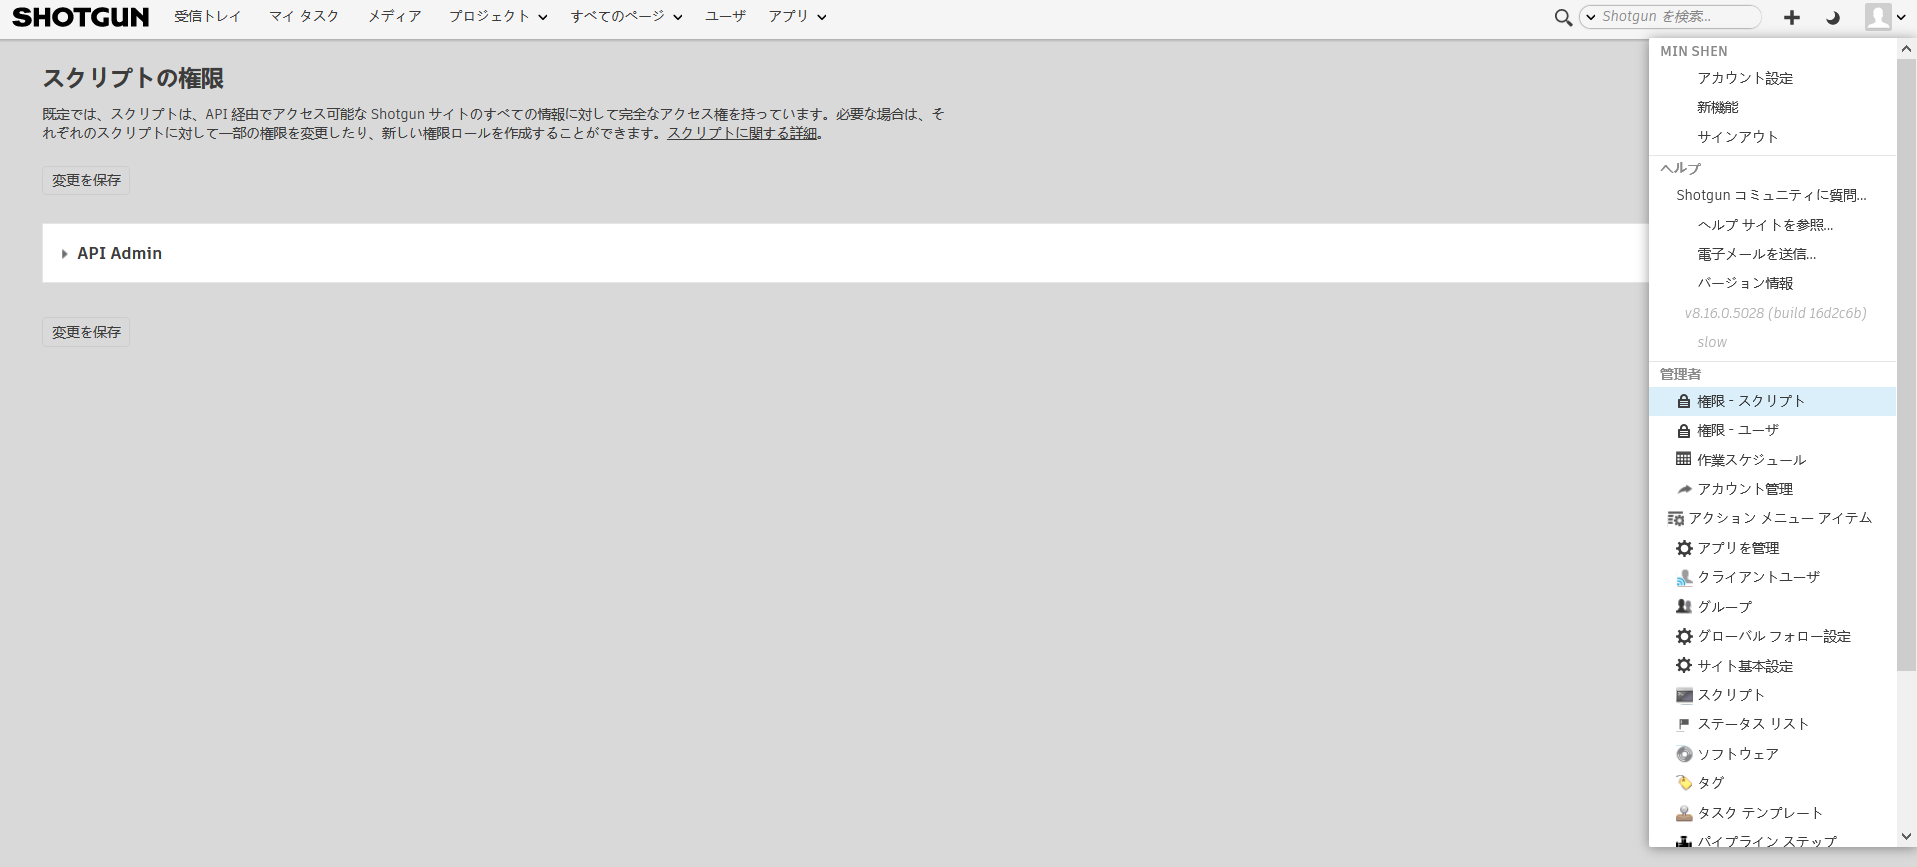 SHOTGUN 受信トレイ マイ タスク メディア プロジェクト すべてのページ ユーザ アプリ Shotgun を検索...
スクリプトの権限
既定では、スクリプトは、API 経由でアクセス可能な Shotgun サイトのすべての情報に対して完全なアクセス権を持っています。必要な場合は、そ
れぞれのスクリプトに対して一部の権限を変更したり、新しい権限ロールを作成することができます。スクリプトに関する詳細。
変更を保存
API Admin
変更を保存
MIN SHEN
アカウント設定
新機能
サインアウト
ヘルプ
Shotgun コミュニティに質問...
ヘルプ サイトを参照...
電子メールを送信...
バージョン情報
v8.16.0.5028 (build 16d2c6b)
slow
管理者
権限 - スクリプト
権限 - ユーザ
作業スケジュール
アカウント管理
アクション メニュー アイテム
アプリを管理
クライアントユーザ
グループ
グローバル フォロー設定
サイト基本設定
スクリプト
ステータス リスト
ソフトウェア
タグ
タスク テンプレート
パイプライン ステップ